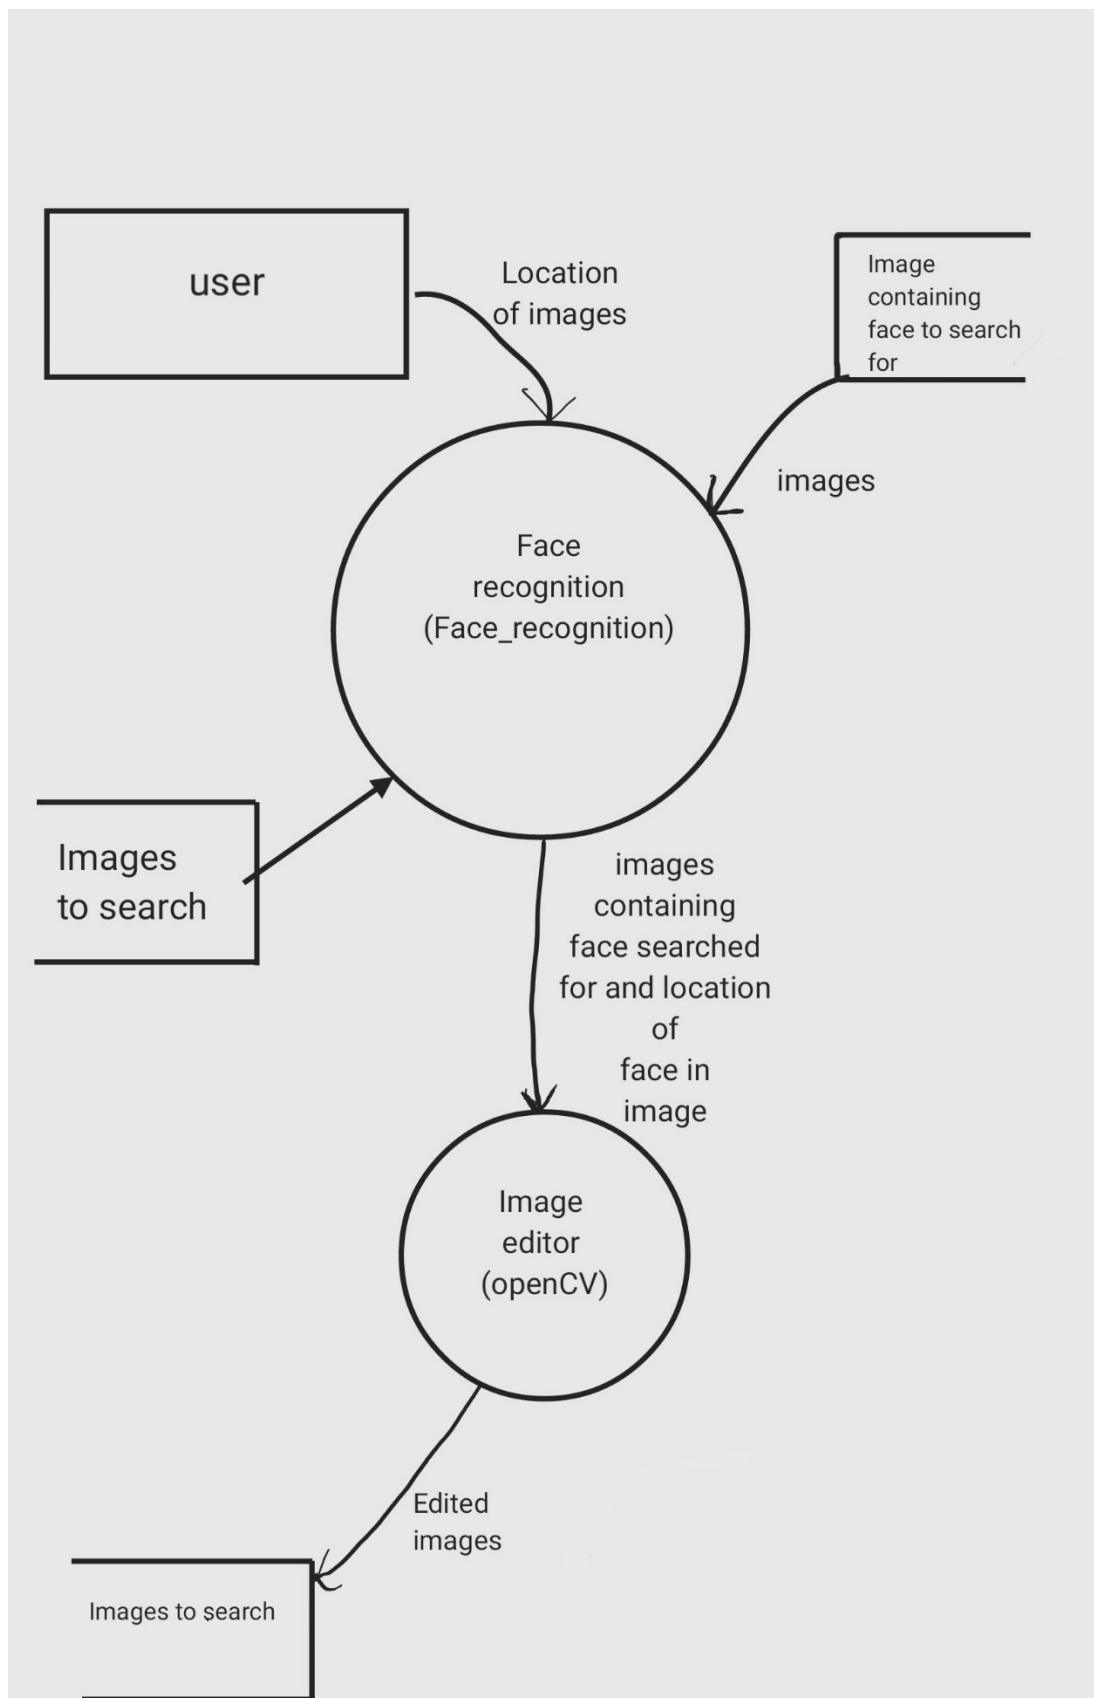 user
Location
of images
Image
containing
face to search
for
images
Face
recognition
(Face_recognition)
Images
to search
images
containing
face searched
for and location
of
face in
image
Image
editor
(openCV)
Edited
images
Images to search